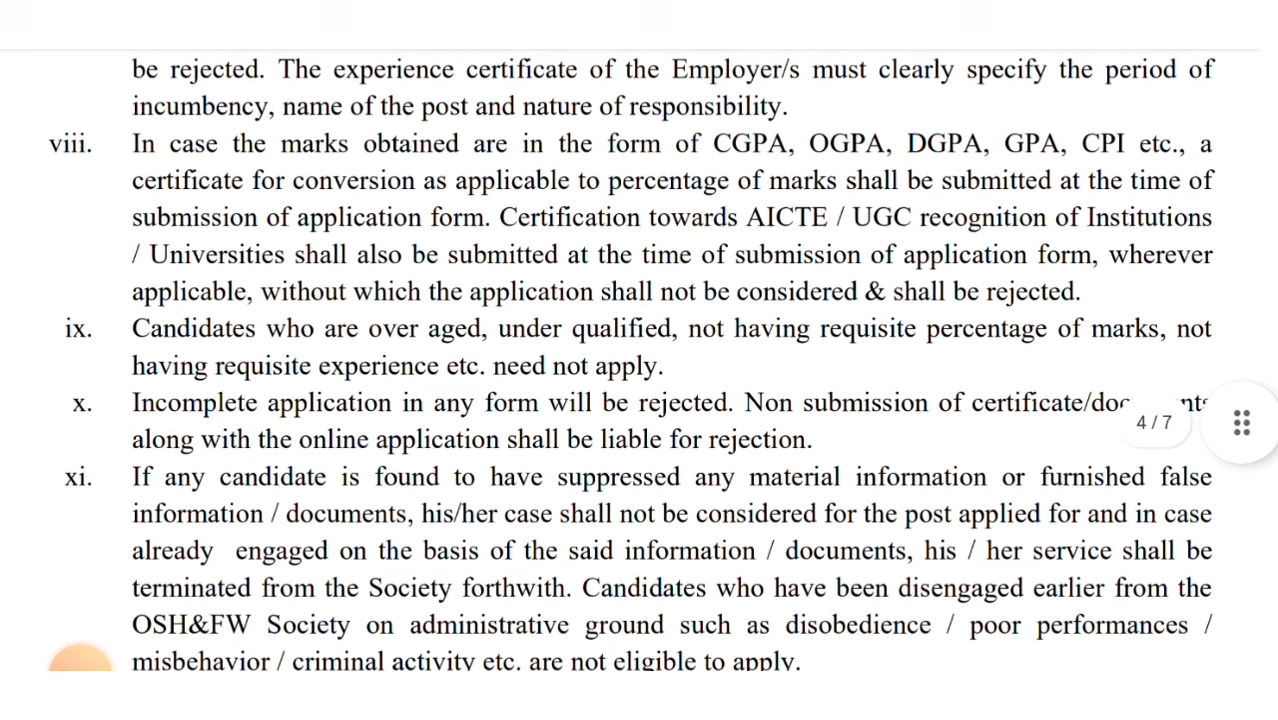 be rejected. The experience certificate of the Employer/s must clearly specify the period of
incumbency, name of the post and nature of responsibility.
viii. In case the marks obtained are in the form of CGPA, OGPA, DGPA, GPA, CPI etc., a
certificate for conversion as applicable to percentage of marks shall be submitted at the time of
submission of application form. Certification towards AICTE / UGC recognition of Institutions
/ Universities shall also be submitted at the time of submission of application form, wherever
applicable, without which the application shall not be considered & shall be rejected.
ix. Candidates who are over aged, under qualified, not having requisite percentage of marks, not
having requisite experience etc. need not apply.
x. Incomplete application in any form will be rejected. Non submission of
4 / 7
along with the online application shall be liable for rejection.
xi. If any candidate is found to have suppressed any material information or furnished false
information / documents, his/her case shall not be considered for the post applied for and in case
already engaged on the basis of the said information / documents, his / her service shall be
terminated from the Society forthwith. Candidates who have been disengaged earlier from the
OSH&FW Society on administrative ground such as disobedience / poor performances /
misbehavior / criminal activity etc. are not eligible to apply.